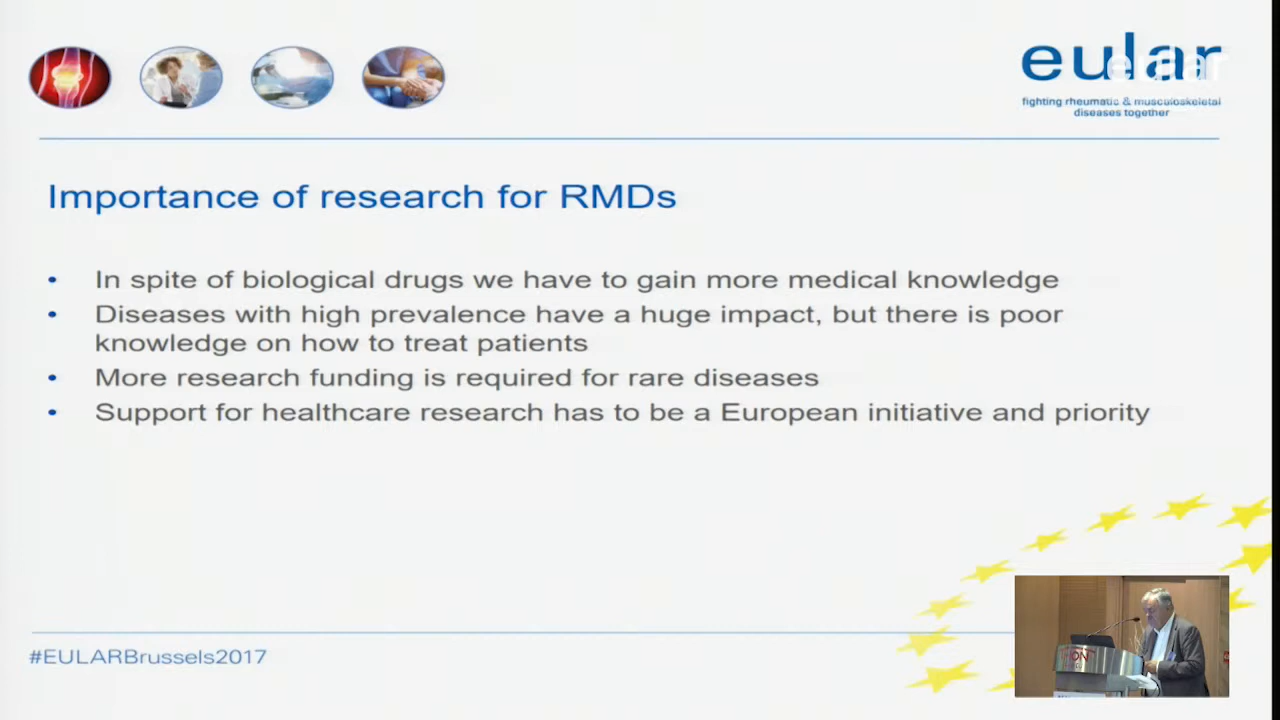 eular
fighting rheumatic & musculoskeletal
diseases together
Importance of research for RMDs
• In spite of biological drugs we have to gain more medical knowledge
• Diseases with high prevalence have a huge impact, but there is poor
knowledge on how to treat patients
• More research funding is required for rare diseases
• Support for healthcare research has to be a European initiative and priority
#EULARBrussels2017